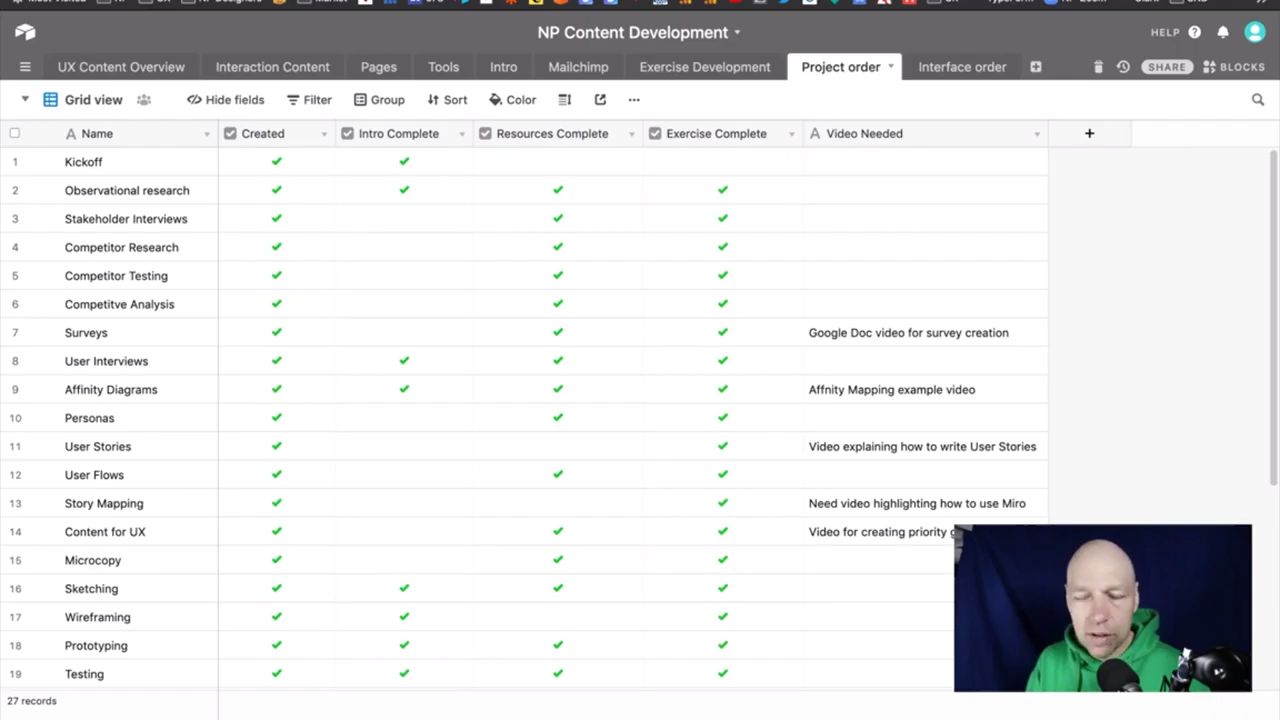 NP Content Development
HELP
UX Content Overview Interaction Content Pages Tools Intro Mailchimp Exercise Development Project order Interface order SHARE BLOCKS
Grid view Hide fields Filter Group Sort Color
Name Created Intro Complete Resources Complete Exercise Complete Video Needed
1 Kickoff
2 Observational research
3 Stakeholder Interviews
4 Competitor Research
5 Competitor Testing
6 Competitve Analysis
7 Surveys Google Doc video for survey creation
8 User Interviews
9 Affinity Diagrams Affnity Mapping example video
10 Personas
11 User Stories Video explaining how to write User Stories
12 User Flows
13 Story Mapping Need video highlighting how to use Miro
14 Content for UX Video for creating priority
15 Microcopy
16 Sketching
17 Wireframing
18 Prototyping
19 Testing
27 records